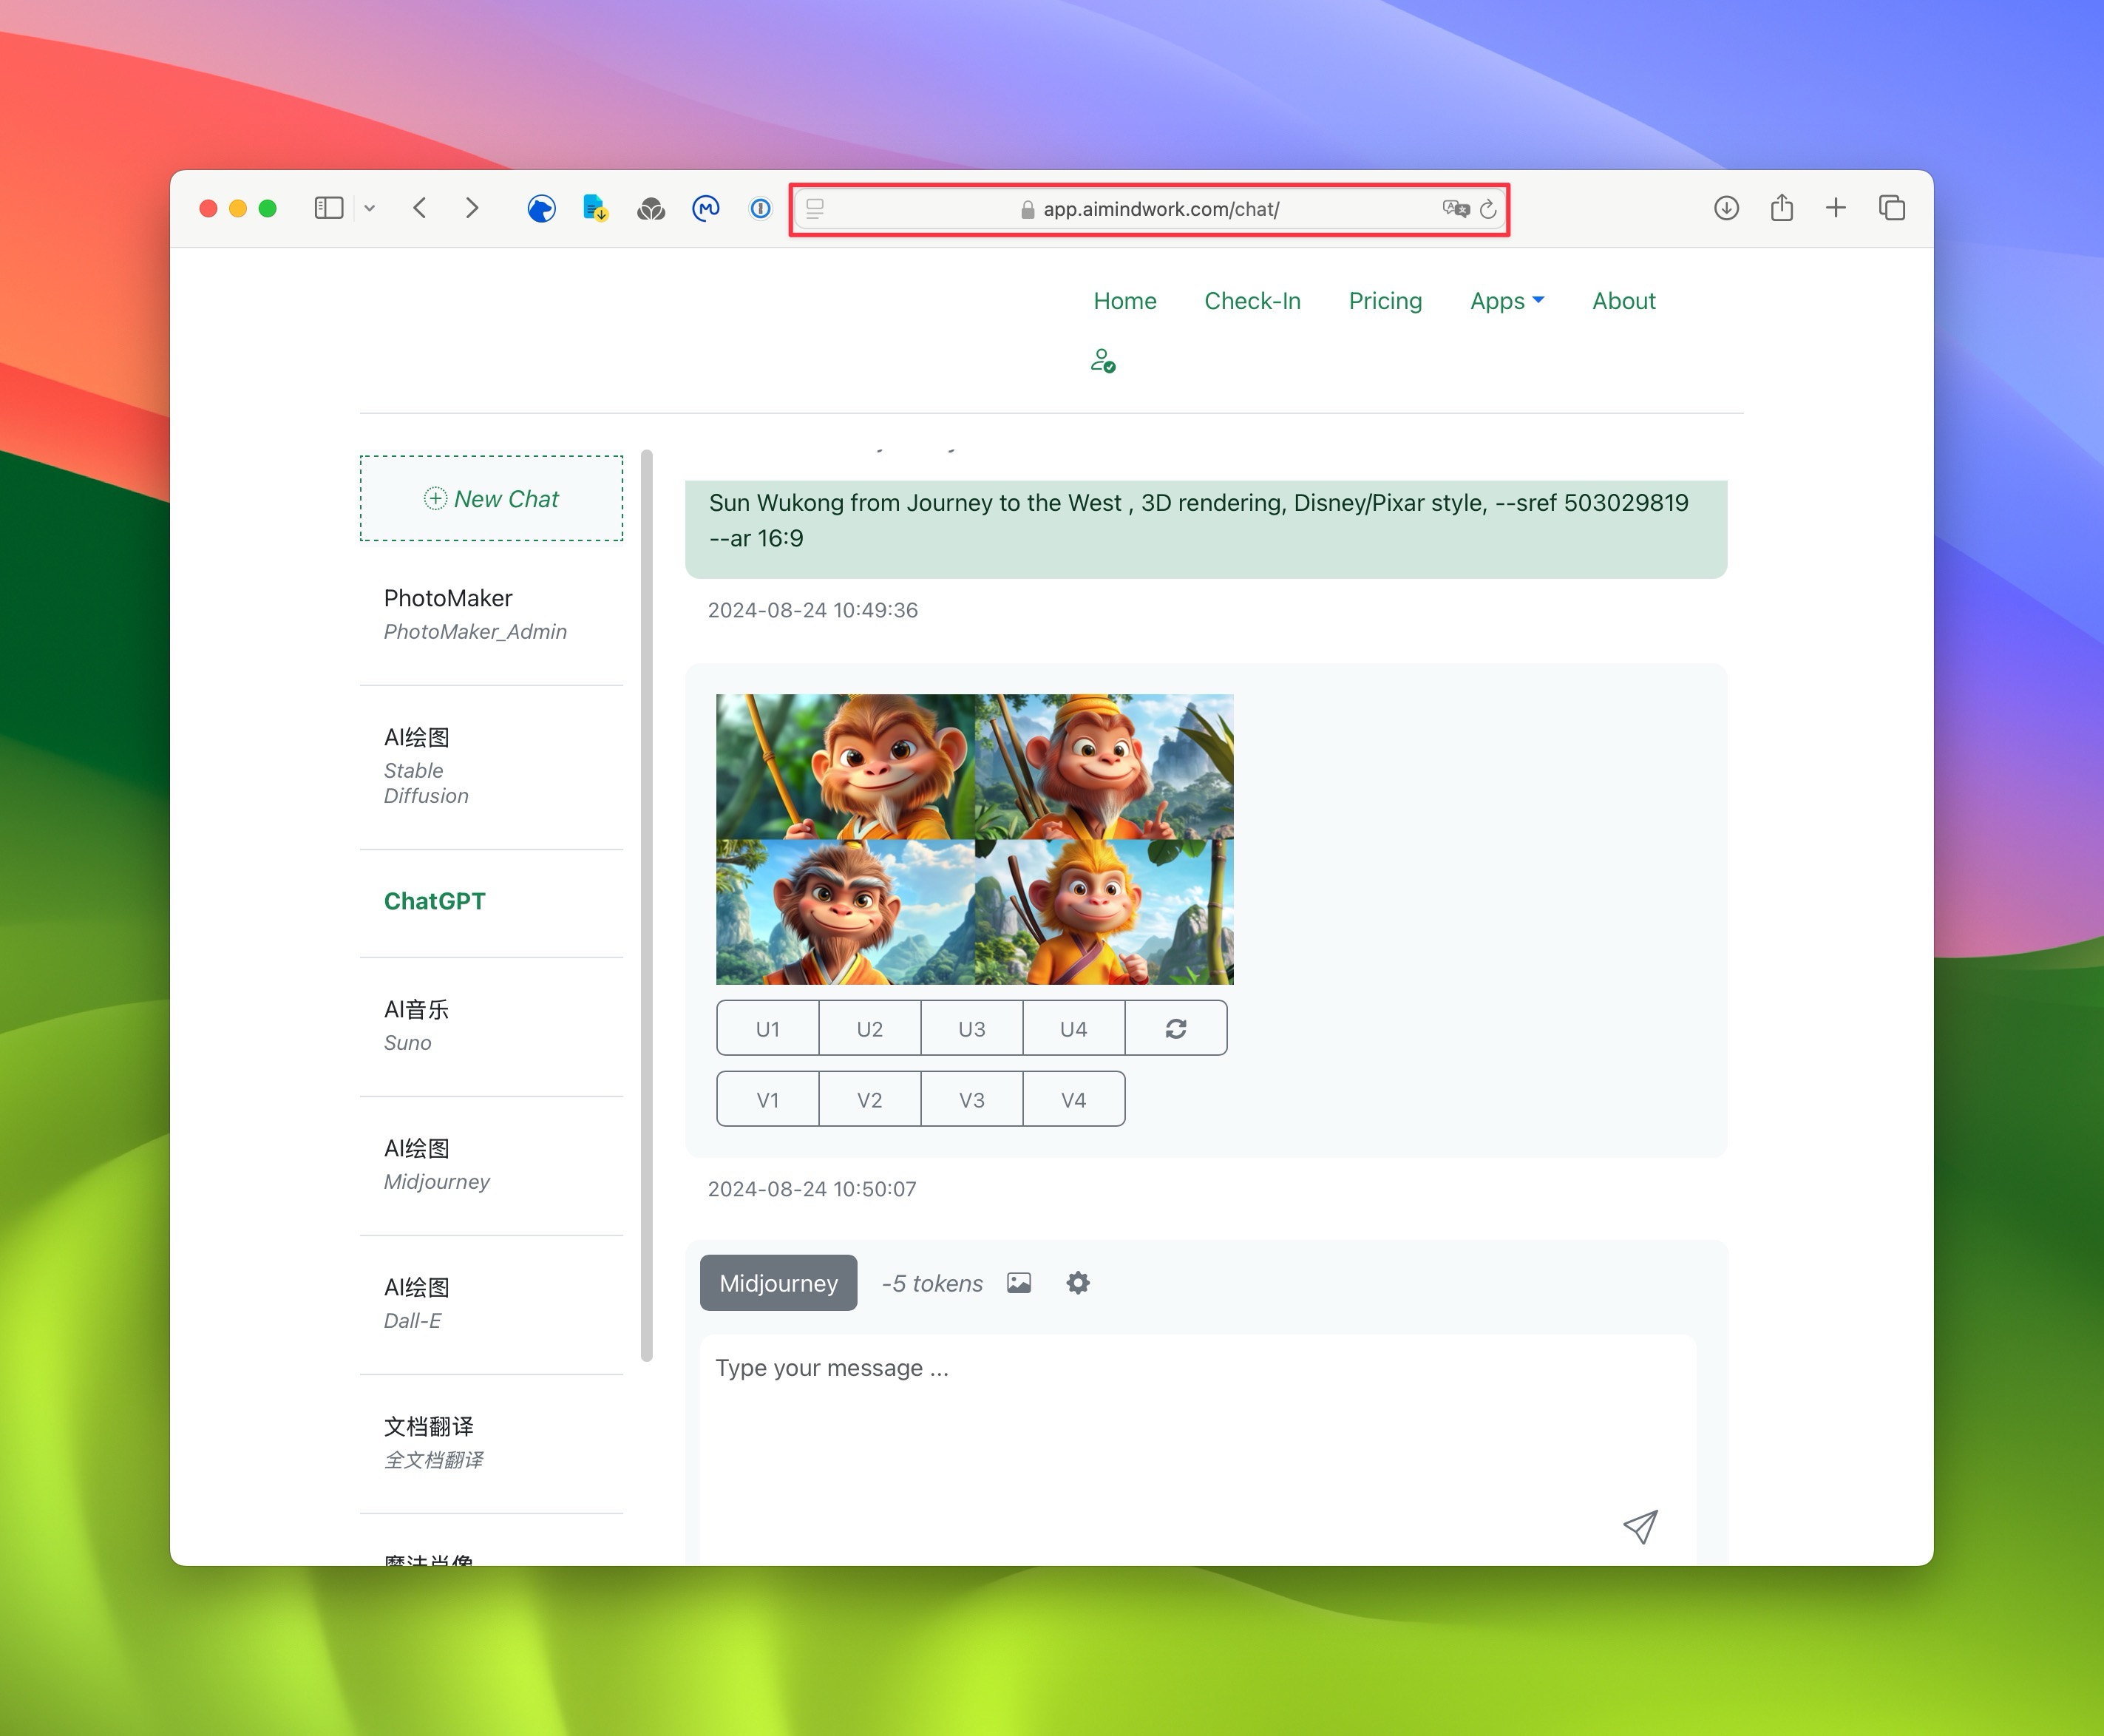 app.aimindwork.com/chat/
Home
Check-In
Pricing
Apps
About
New Chat
PhotoMaker
PhotoMaker_Admin
AI绘图
Stable
Diffusion
ChatGPT
AI音乐
Suno
AI绘图
Midjourney
AI绘图
Dall-E
文档翻译
全文档翻译
魔法肖像
Sun Wukong from Journey to the West , 3D rendering, Disney/Pixar style, --sref 503029819
--ar 16:9
2024-08-24 10:49:36
U1
U2
U3
U4
V1
V2
V3
V4
2024-08-24 10:50:07
Midjourney
-5 tokens
Type your message ...